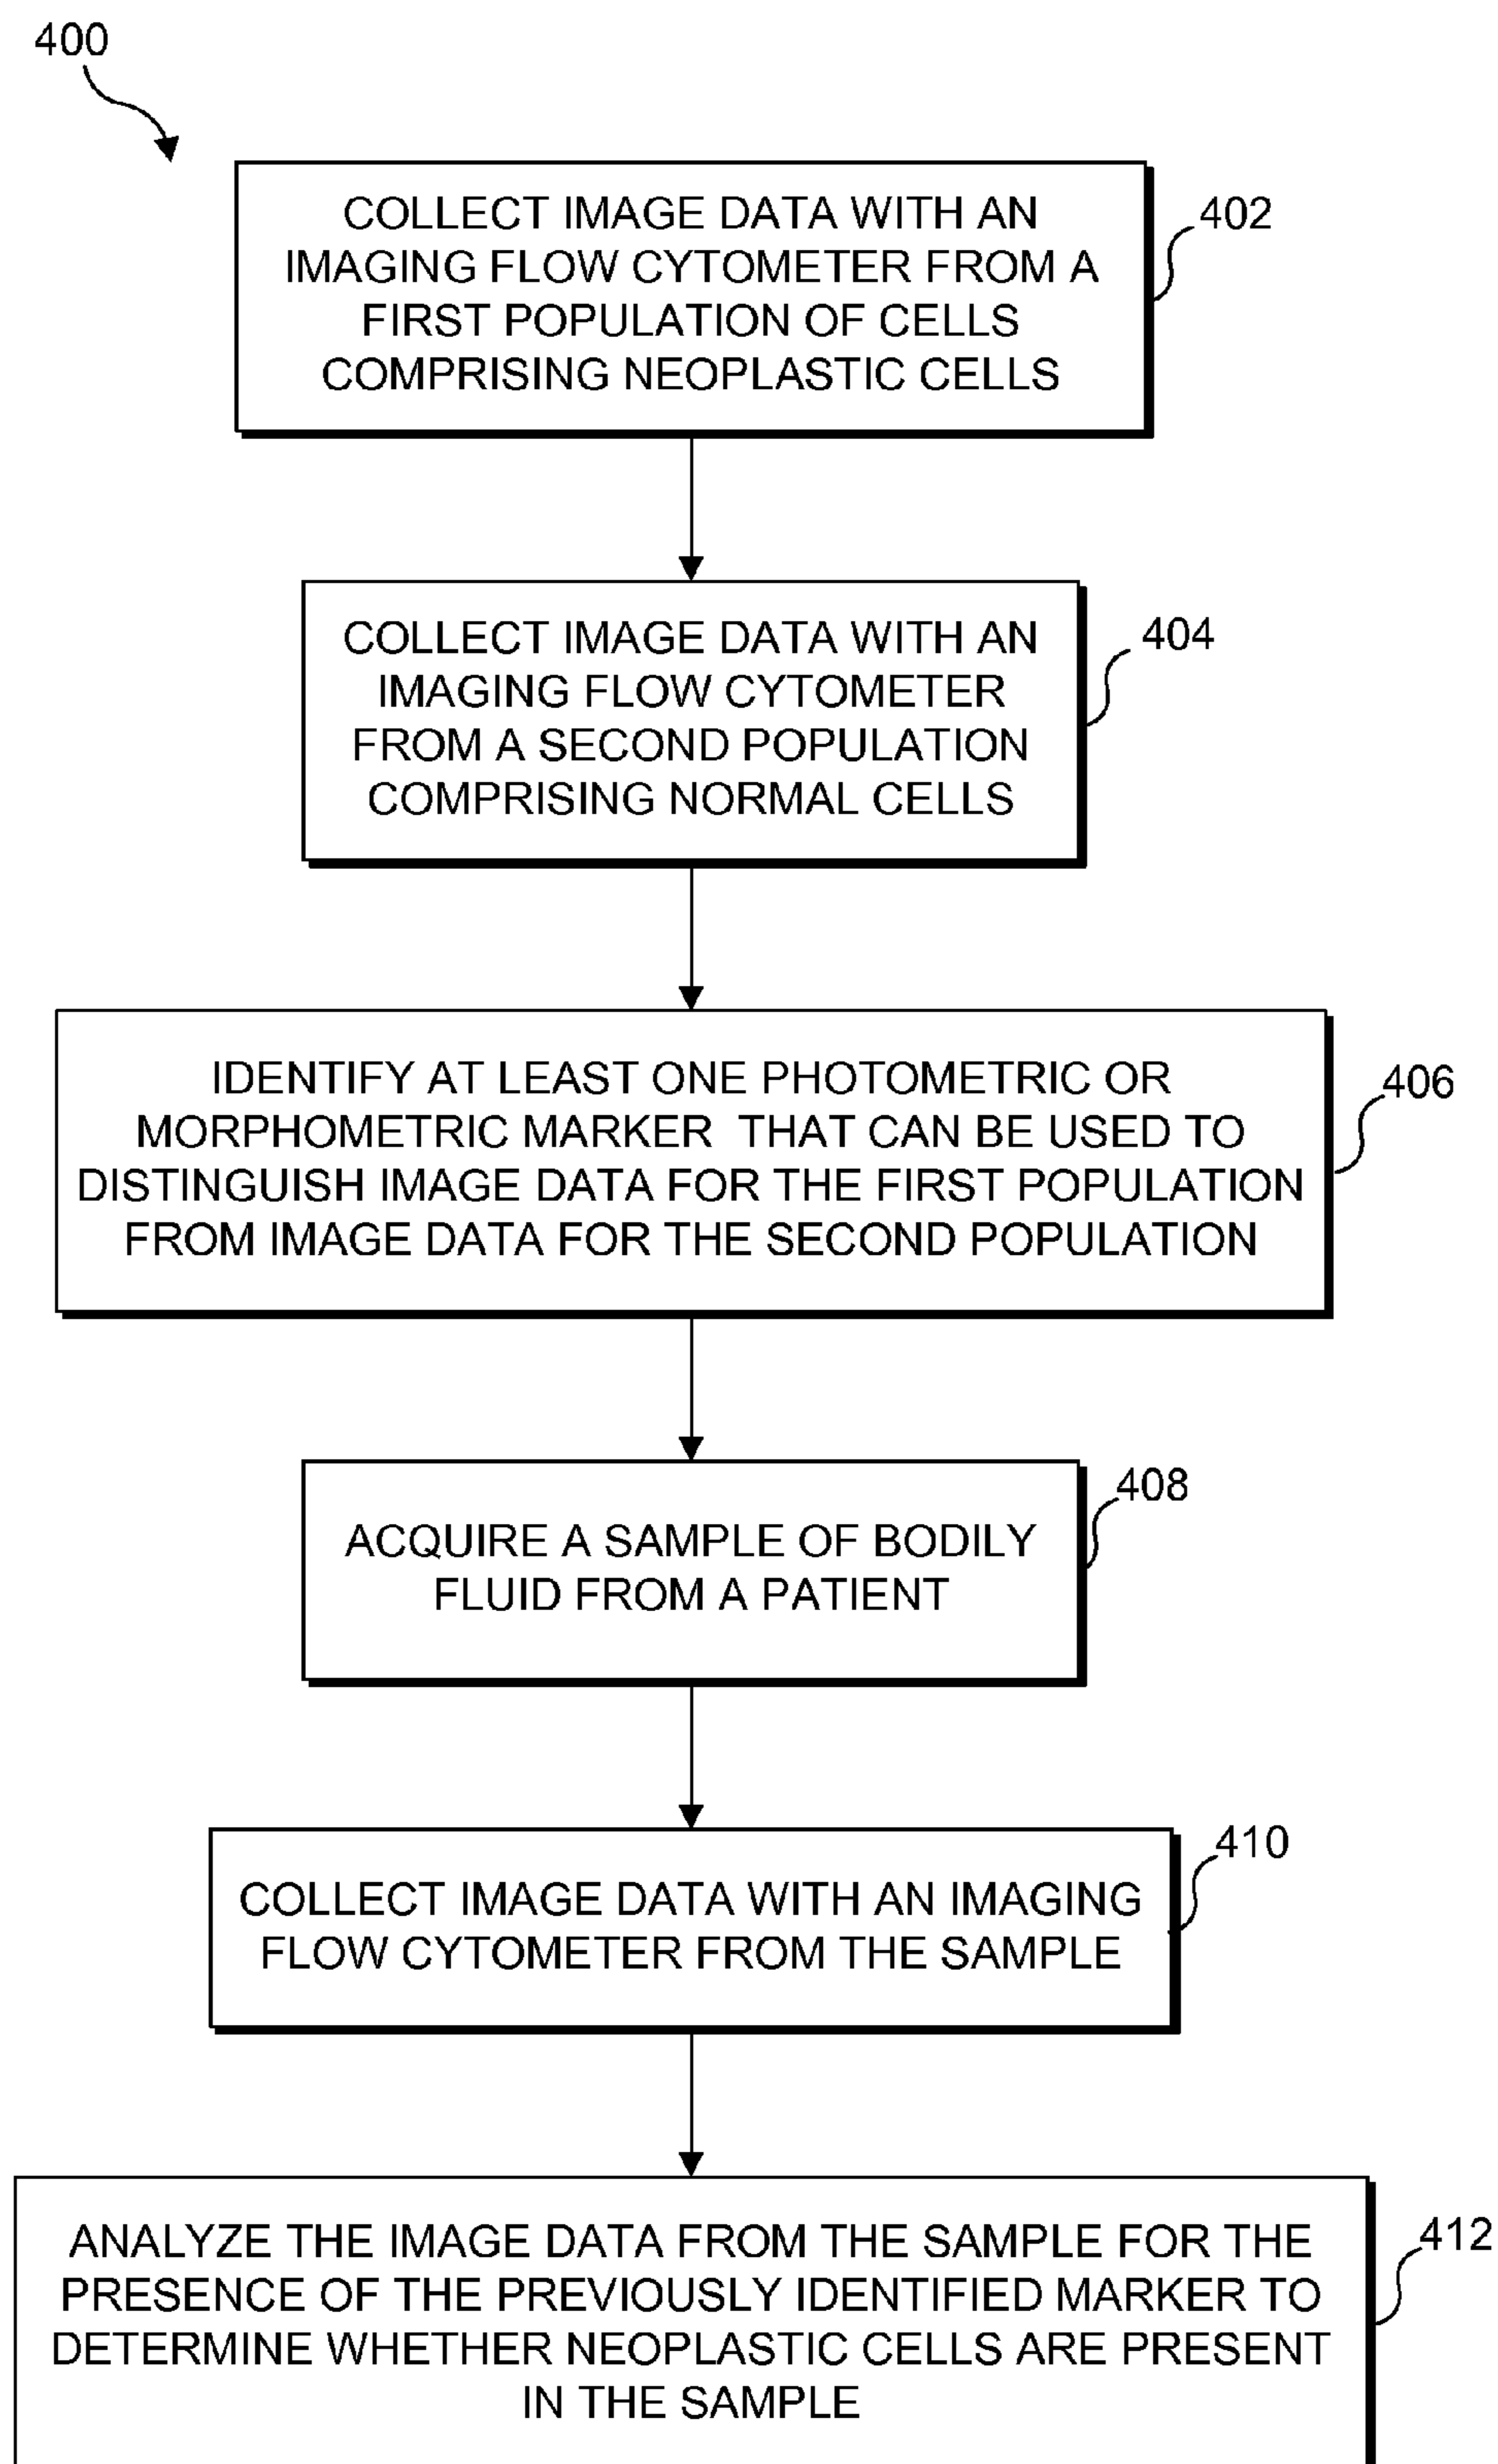 400
COLLECT IMAGE DATA WITH AN
IMAGING FLOW CYTOMETER FROM A
FIRST POPULATION OF CELLS
COMPRISING NEOPLASTIC CELLS
402
COLLECT IMAGE DATA WITH AN
IMAGING FLOW CYTOMETER
FROM A SECOND POPULATION
COMPRISING NORMAL CELLS
404
IDENTIFY AT LEAST ONE PHOTOMETRIC OR
MORPHOMETRIC MARKER THAT CAN BE USED TO
DISTINGUISH IMAGE DATA FOR THE FIRST POPULATION
FROM IMAGE DATA FOR THE SECOND POPULATION
406
ACQUIRE A SAMPLE OF BODILY
FLUID FROM A PATIENT
408
COLLECT IMAGE DATA WITH AN IMAGING
FLOW CYTOMETER FROM THE SAMPLE
410
ANALYZE THE IMAGE DATA FROM THE SAMPLE FOR THE
PRESENCE OF THE PREVIOUSLY IDENTIFIED MARKER TO
DETERMINE WHETHER NEOPLASTIC CELLS ARE PRESENT
IN THE SAMPLE
412